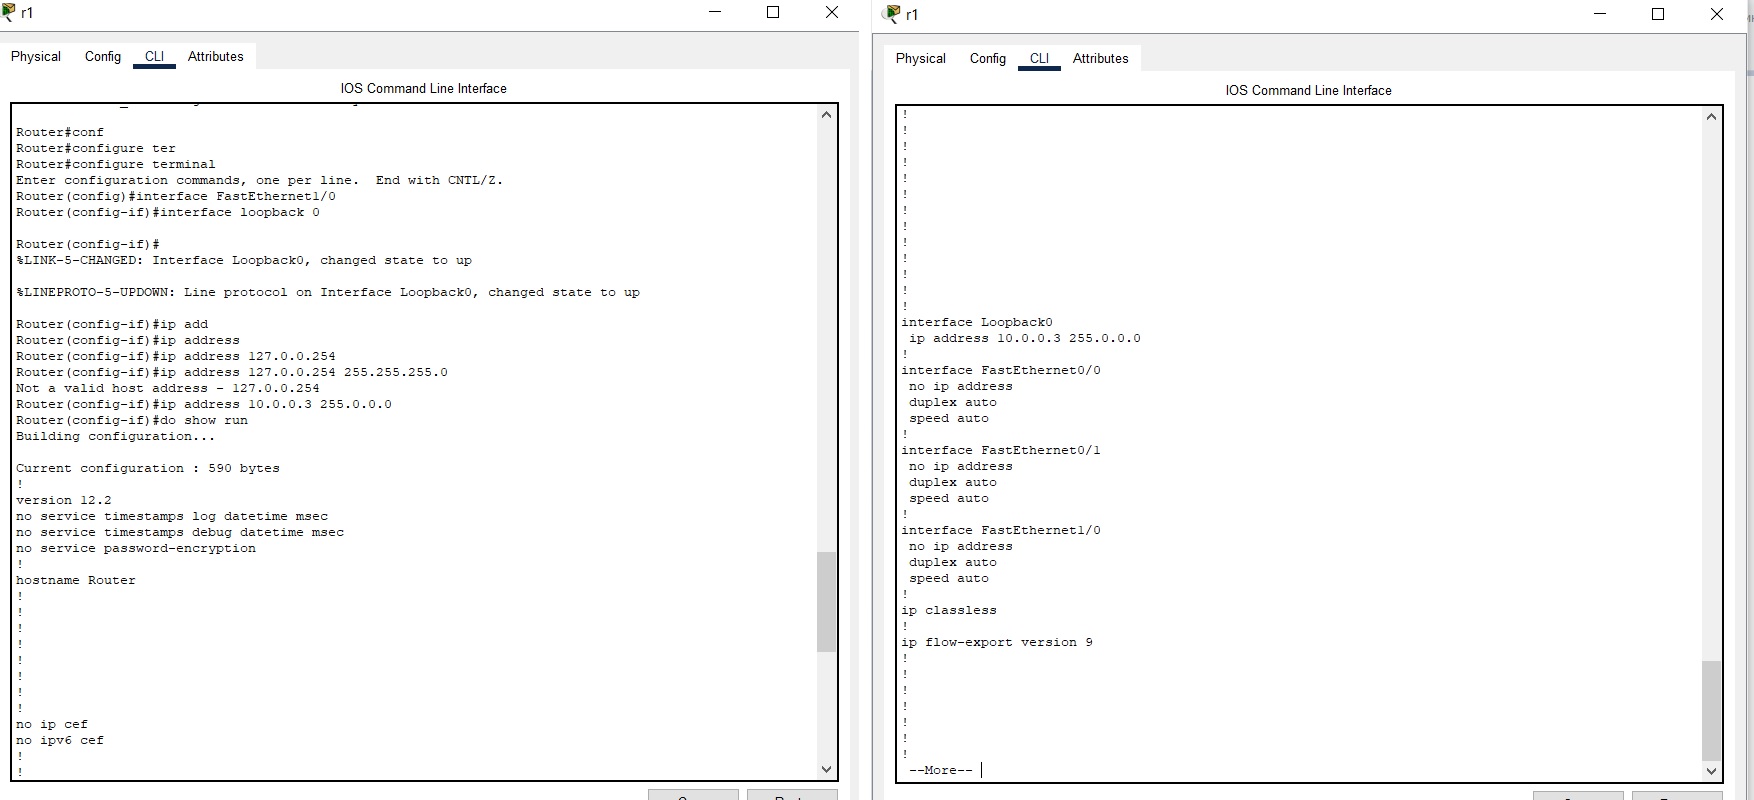 r1
Physical Config CLI Attributes
IOS Command Line Interface
Router#conf
Router#configure ter
Router#configure terminal
Enter configuration commands, one per line.  End with CNTL/Z.
Router(config)#interface FastEthernet1/0
Router(config-if)#interface loopback 0
Router(config-if)#
%LINK-5-CHANGED: Interface Loopback0, changed state to up
%LINEPROTO-5-UPDOWN: Line protocol on Interface Loopback0, changed state to up
Router(config-if)#ip add
Router(config-if)#ip address
Router(config-if)#ip address 127.0.0.254
Router(config-if)#ip address 127.0.0.254 255.255.255.0
Not a valid host address - 127.0.0.254
Router(config-if)#ip address 10.0.0.3 255.0.0.0
Router(config-if)#do show run
Building configuration...
Current configuration : 590 bytes
!
version 12.2
no service timestamps log datetime msec
no service timestamps debug datetime msec
no service password-encryption
!
hostname Router
!
!
!
!
!
!
!
!
no ip cef
no ipv6 cef
!
!
r1
Physical Config CLI Attributes
IOS Command Line Interface
!
!
!
!
!
!
!
!
!
!
!
!
!
interface Loopback0
ip address 10.0.0.3 255.0.0.0
!
interface FastEthernet0/0
no ip address
duplex auto
speed auto
!
interface FastEthernet0/1
no ip address
duplex auto
speed auto
!
interface FastEthernet1/0
no ip address
duplex auto
speed auto
!
ip classless
!
ip flow-export version 9
!
!
!
!
!
!
!
--More--